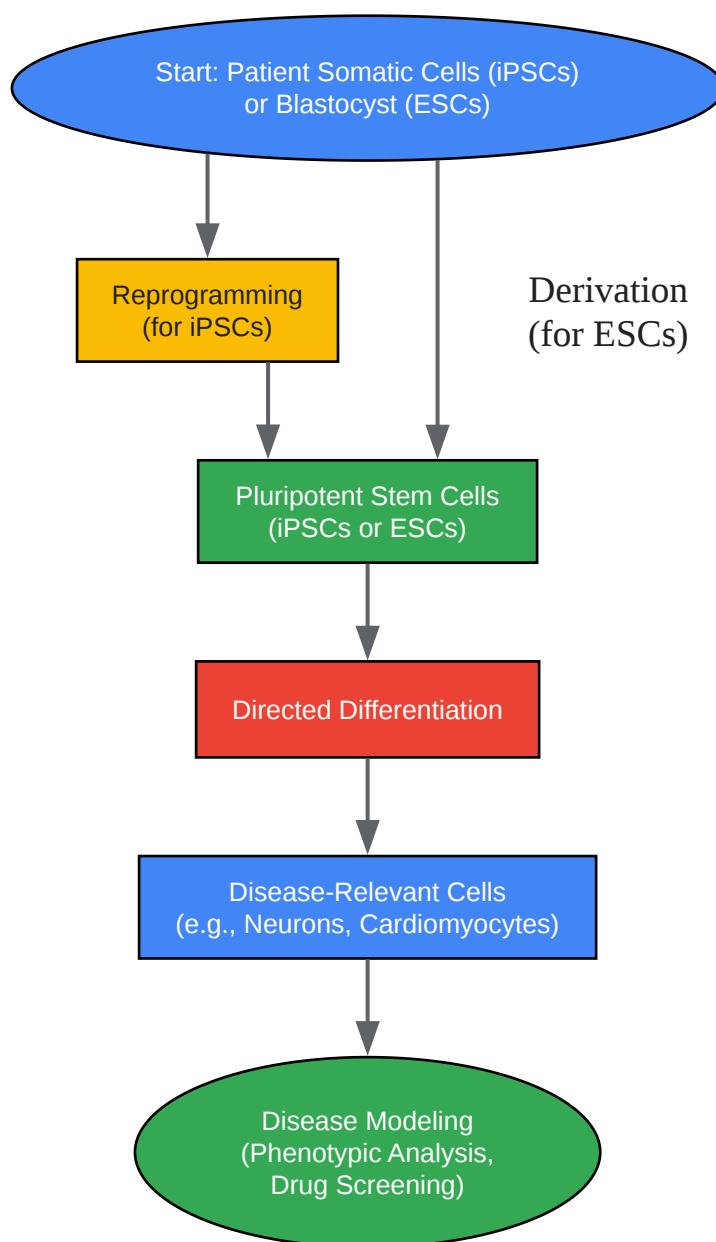 Start: Patient Somatic Cells (iPSCs)
or Blastocyst (ESCs)
Reprogramming
(for iPSCs)
Derivation
(for ESCs)
Pluripotent Stem Cells
(iPSCs or ESCs)
Directed Differentiation
Disease-Relevant Cells
(e.g., Neurons, Cardiomyocytes)
Disease Modeling
(Phenotypic Analysis,
Drug Screening)